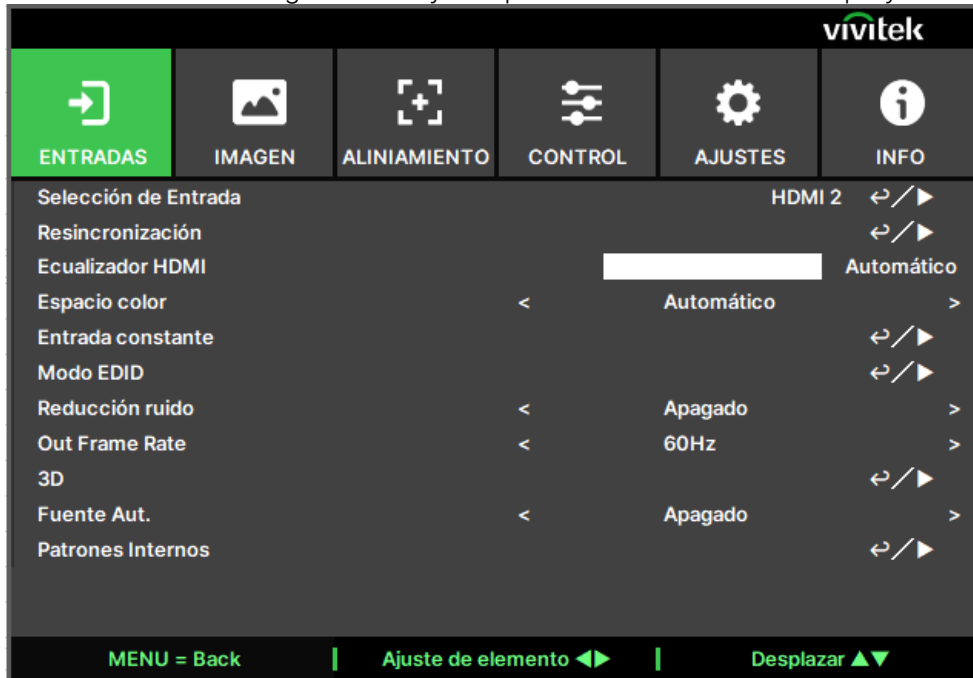 vivitek
ENTRADAS IMAGEN ALINIAMIENTO CONTROL AJUSTES INFO
Selección de Entrada HDMI 2 ↩/▶
Resincronización ↩/▶
Ecualizador HDMI Automático
Espacio color < Automático >
Entrada constante ↩/▶
Modo EDID ↩/▶
Reducción ruido < Apagado >
Out Frame Rate < 60Hz >
3D ↩/▶
Fuente Aut. < Apagado >
Patrones Internos ↩/▶
MENU = Back | Ajuste de elemento ◀▶ | Desplazar ▲▼